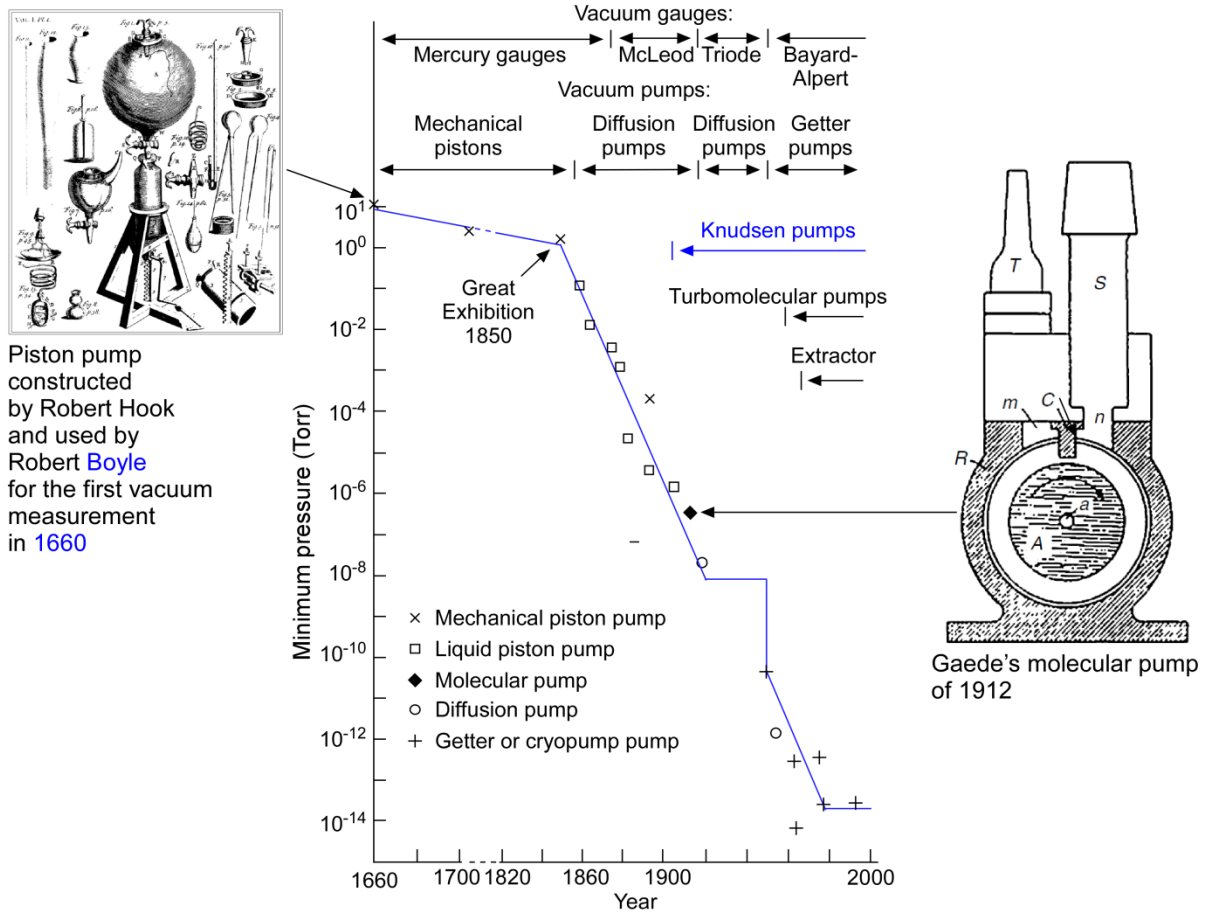 Vacuum gauges:
Mercury gauges
McLeod
Triode
Bayard-
Alpert
Vacuum pumps:
Mechanical
pistons
Diffusion
pumps
Diffusion
pumps
Getter
pumps
Piston pump
constructed
by Robert Hook
and used by
Robert Boyle
for the first vacuum
measurement
in 1660
Great
Exhibition
1850
Knudsen pumps
Turbomolecular pumps
Extractor
Minimum pressure (Torr)
10^1
10^0
10^-2
10^-4
10^-6
10^-8
10^-10
10^-12
10^-14
× Mechanical piston pump
□ Liquid piston pump
◆ Molecular pump
○ Diffusion pump
+ Getter or cryopump pump
1660 1700 1820 1860 1900 2000
Year
T
S
m
C
n
R
a
A
Gaede's molecular pump
of 1912